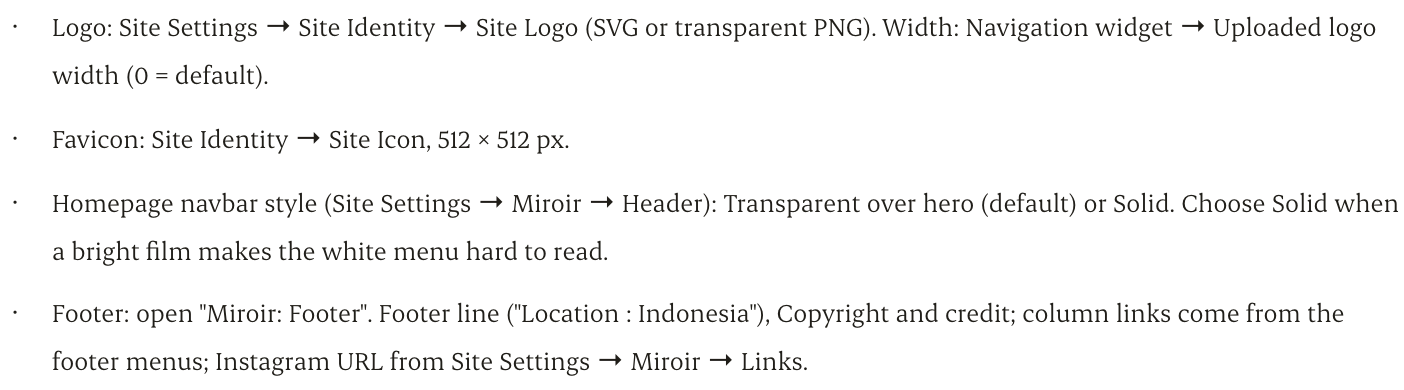 · Logo: Site Settings → Site Identity → Site Logo (SVG or transparent PNG). Width: Navigation widget → Uploaded logo
width (0 = default).
· Favicon: Site Identity → Site Icon, 512 × 512 px.
· Homepage navbar style (Site Settings → Miroir → Header): Transparent over hero (default) or Solid. Choose Solid when
a bright film makes the white menu hard to read.
· Footer: open "Miroir: Footer". Footer line ("Location : Indonesia"), Copyright and credit; column links come from the
footer menus; Instagram URL from Site Settings → Miroir → Links.